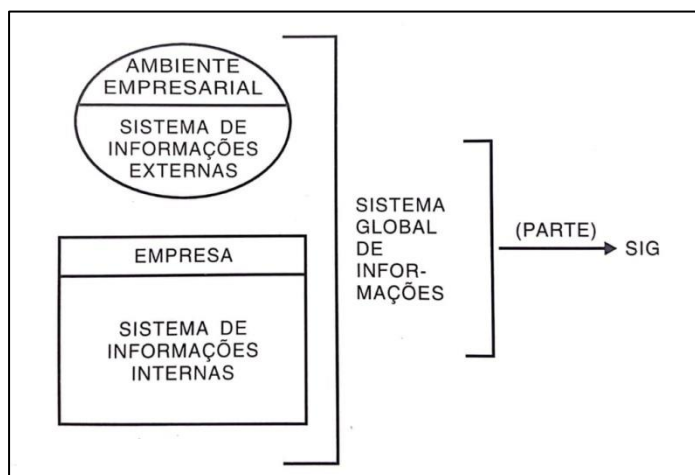 AMBIENTE
EMPRESARIAL
SISTEMA DE
INFORMAÇÕES
EXTERNAS
EMPRESA
SISTEMA DE
INFORMAÇÕES
INTERNAS
SISTEMA
GLOBAL
DE
INFOR-
MAÇÕES
(PARTE)
SIG